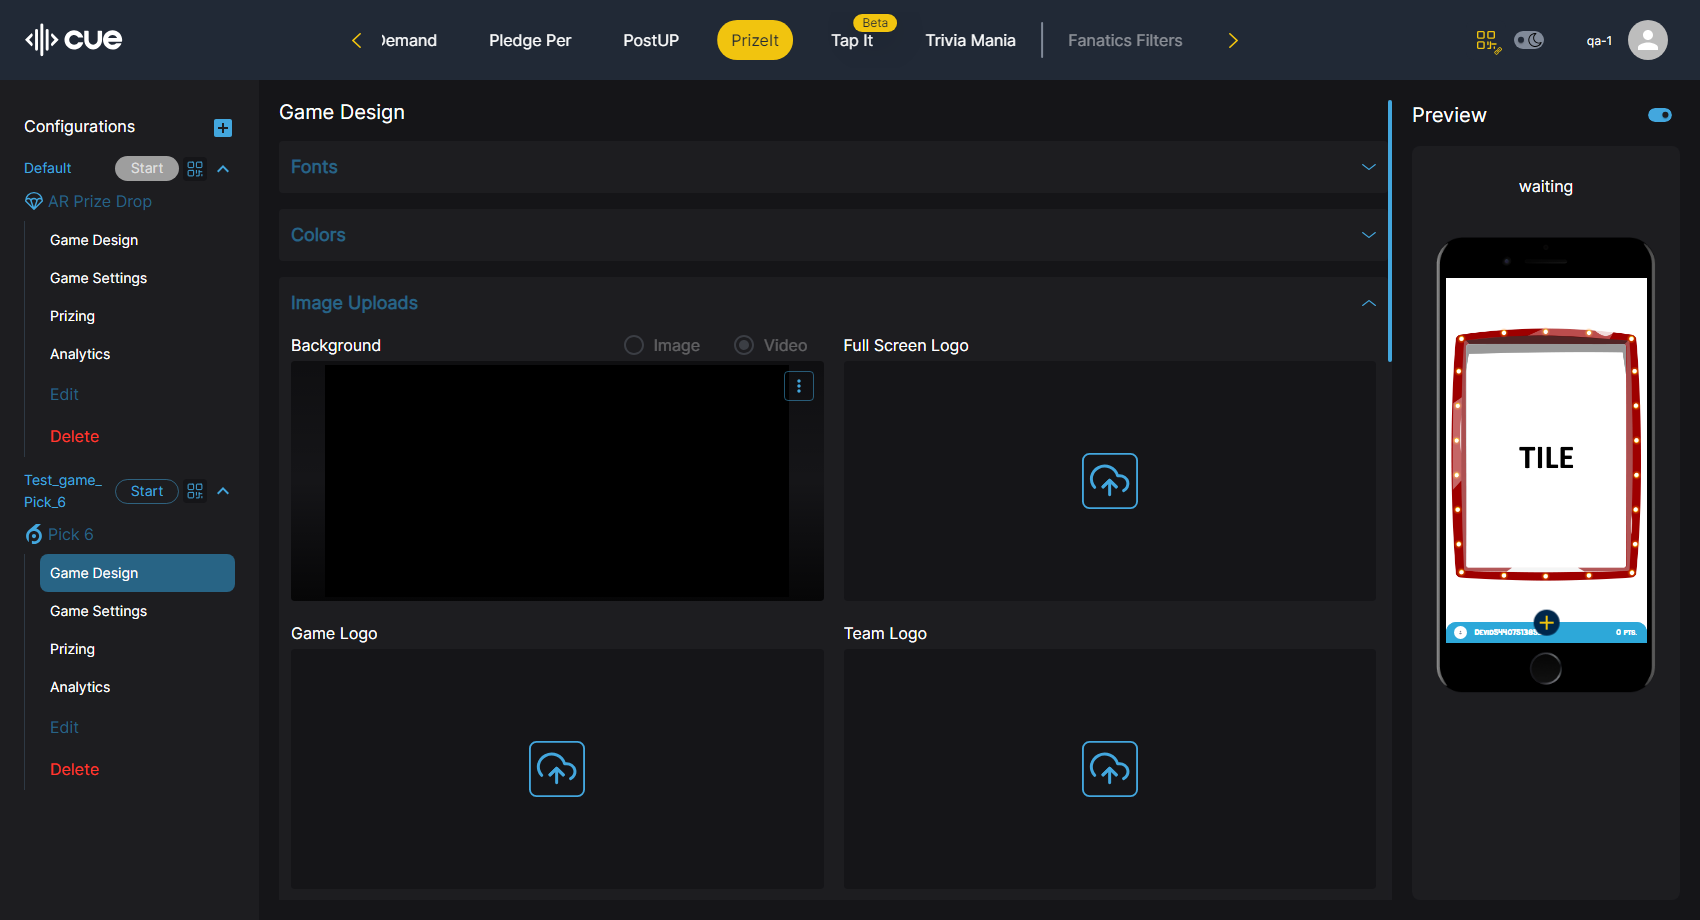 cue
Demand
Pledge Per
PostUP
PrizeIt
Beta
Tap It
Trivia Mania
Fanatics Filters
qa-1
Configurations
Default
Start
AR Prize Drop
Game Design
Game Settings
Prizing
Analytics
Edit
Delete
Test_game_
Pick_6
Start
Pick 6
Game Design
Game Settings
Prizing
Analytics
Edit
Delete
Game Design
Fonts
Colors
Image Uploads
Background
Image
Video
Full Screen Logo
Game Logo
Team Logo
Preview
waiting
TILE
0 PTS.